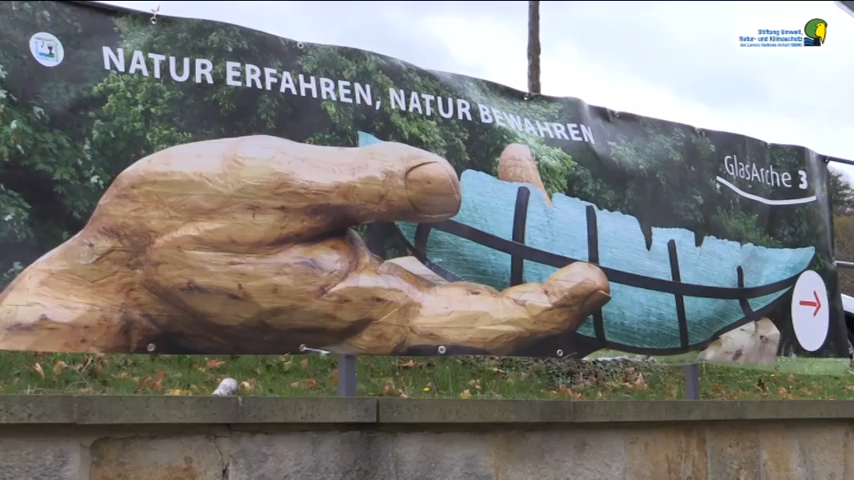 NATUR ERFAHREN, NATUR BEWAHREN
GlasArche 3
Stiftung Umwelt,
Natur- und Klimaschutz